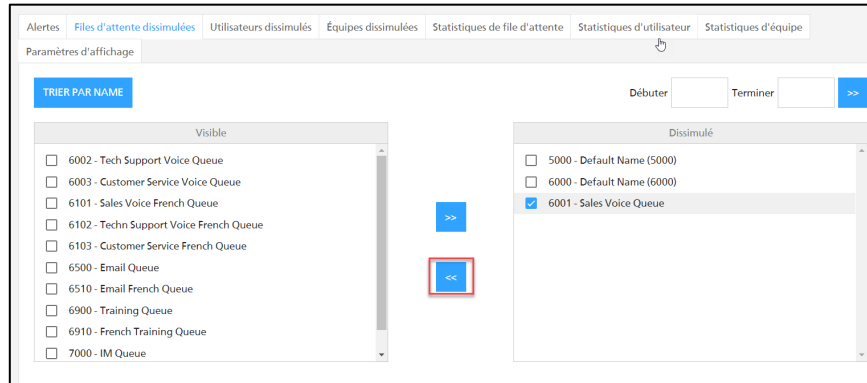 Alertes Files d'attente dissimulées Utilisateurs dissimulés Équipes dissimulées Statistiques de file d'attente Statistiques d'utilisateur Statistiques d'équipe
Paramètres d'affichage
TRIER PAR NAME Débuter Terminer >>
Visible Dissimulé
6002 - Tech Support Voice Queue 5000 - Default Name (5000)
6003 - Customer Service Voice Queue 6000 - Default Name (6000)
6101 - Sales Voice French Queue 6001 - Sales Voice Queue
>>
6102 - Techn Support Voice French Queue
6103 - Customer Service French Queue
6500 - Email Queue
<<
6510 - Email French Queue
6900 - Training Queue
6910 - French Training Queue
7000 - IM Queue